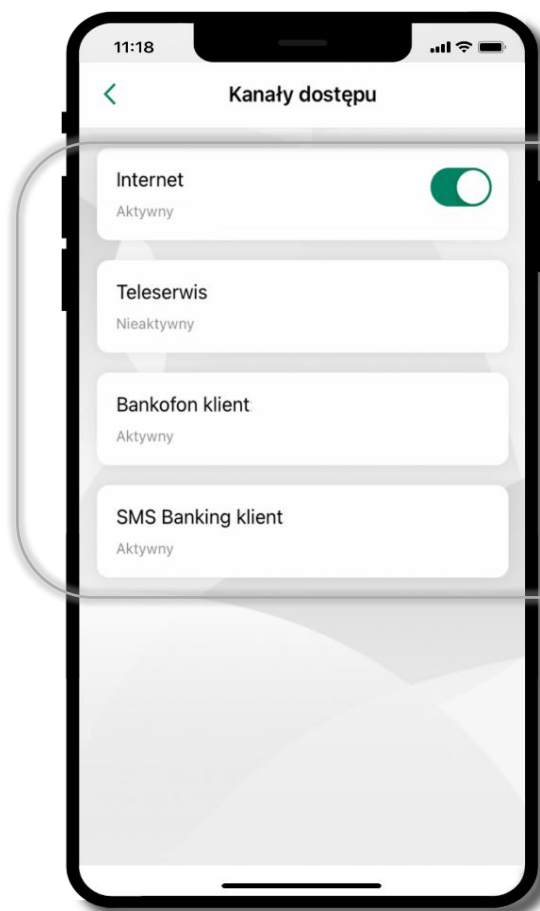 11:18
Kanały dostępu
Internet
Aktywny
Teleserwis
Nieaktywny
Bankofon klient
Aktywny
SMS Banking klient
Aktywny